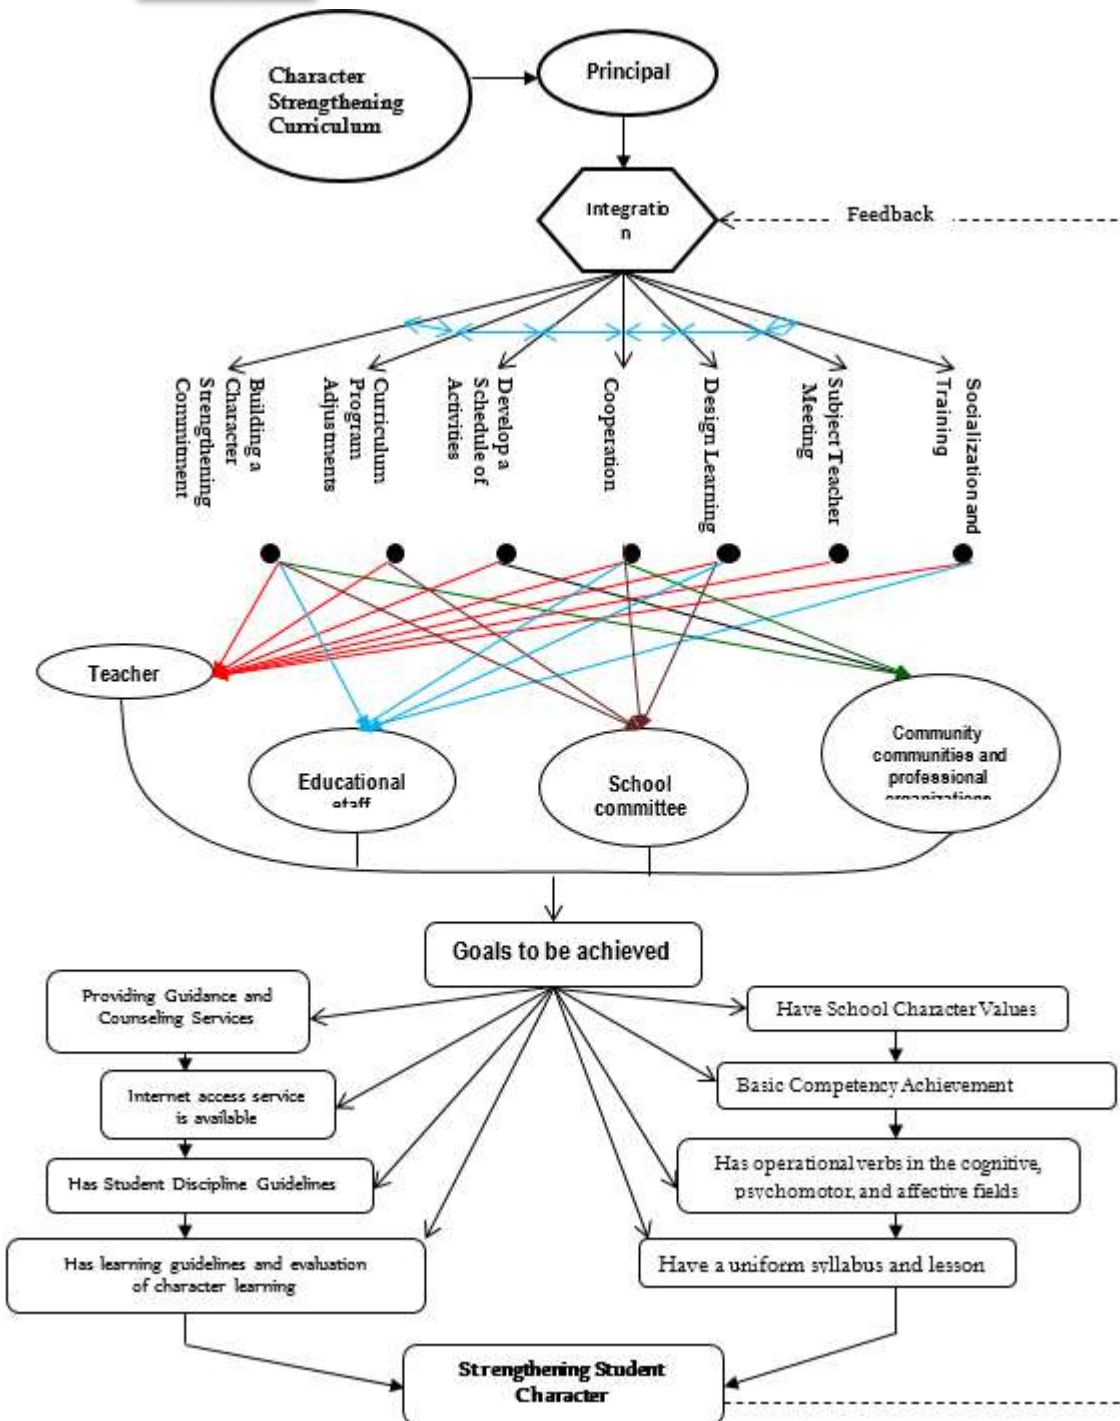 Character
Strengthening
Curriculum
Principal
Integratio
n
Feedback
Building a
Character
Strengthening
Commitment
Curriculum
Program
Adjustments
Develop a
Schedule of
Activities
Cooperation
Design Learning
Subject Teacher
Meeting
Socialization and
Training
Teacher
Educational
staff
School
committee
Community
communities and
professional
organizations
Goals to be achieved
Providing Guidance and
Counseling Services
Have School Character Values
Internet access service
is available
Basic Competency Achievement
Has Student Discipline Guidelines
Has operational verbs in the cognitive,
psychomotor, and affective fields
Has learning guidelines and evaluation
of character learning
Have a uniform syllabus and lesson
Strengthening Student
Character